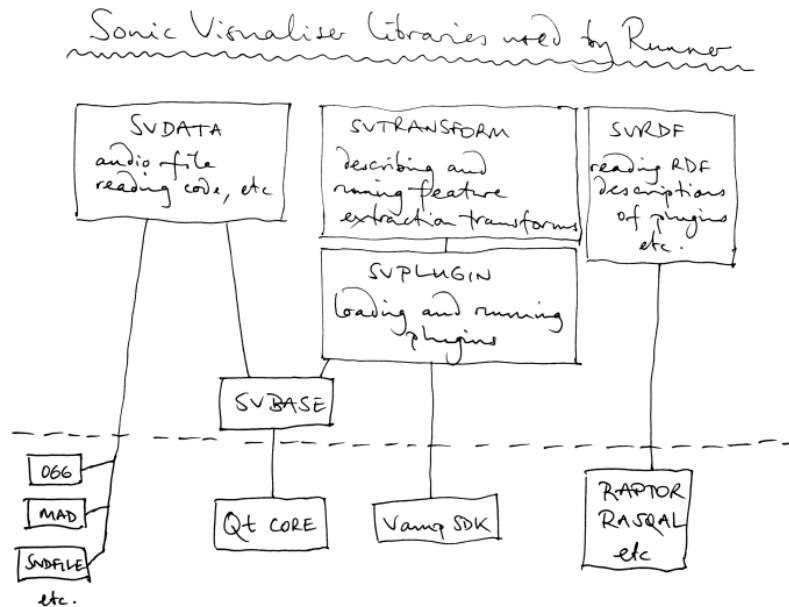 Sonic Visualiser Libraries used by Runner
SVDATA
audio file
reading code, etc
SVTRANSFORM
describing and
running feature
extraction transforms
SVRDF
reading RDF
descriptions
of plugins
etc.
SVPLUGIN
loading and running
plugins
SVBASE
OGG
MAD
SNDFILE
etc.
Qt CORE
Vamp SDK
RAPTOR
RASQAL
etc